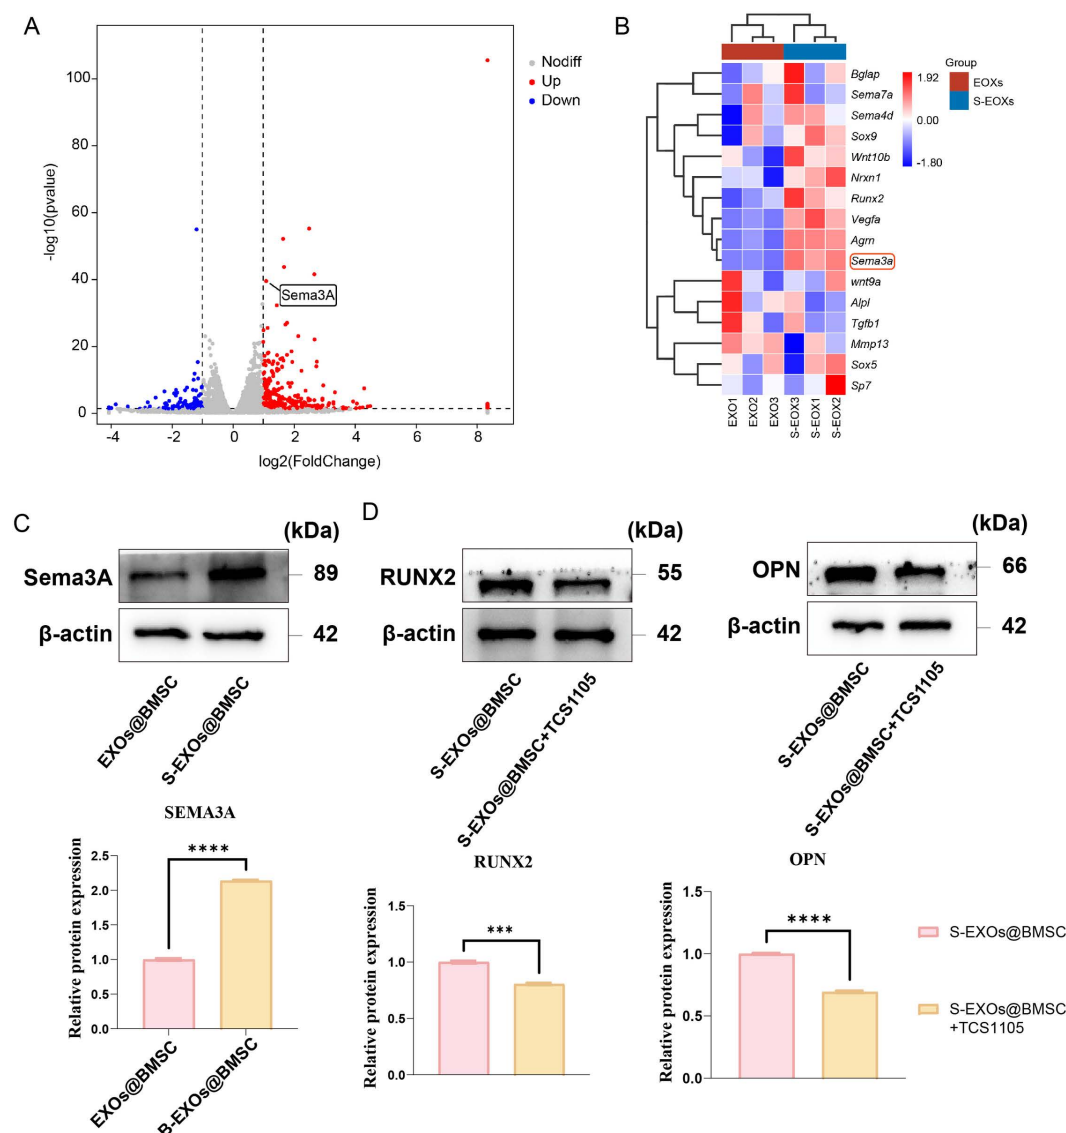 A
100
80
60
40
20
0
-log10(pvalue)
-4
-2
0
2
4
6
8
log2(FoldChange)
Sema3A
Nodiff
Up
Down
B
Bglap
Sema7a
Sema4d
Sox9
Wnt10b
Nrxn1
Runx2
Vegfa
Agrn
Sema3a
wnt9a
Alpl
Tgfb1
Mmp13
Sox5
Sp7
EXO1
EXO2
EXO3
S-EOX3
S-EOX1
S-EOX2
1.92
0.00
-1.80
Group
EOXs
S-EOXs
C
(kDa)
Sema3A
89
β-actin
42
EXOs@BMSC
S-EXOs@BMSC
D
(kDa)
RUNX2
55
β-actin
42
S-EXOs@BMSC
S-EXOs@BMSC+TCS1105
(kDa)
OPN
66
β-actin
42
S-EXOs@BMSC
S-EXOs@BMSC+TCS1105
SEMA3A
Relative protein expression
2.5
2.0
1.5
1.0
0.5
0.0
****
EXOs@BMSC
B-EXOs@BMSC
RUNX2
Relative protein expression
1.5
1.0
0.5
0.0
***
OPN
Relative protein expression
1.5
1.0
0.5
0.0
****
S-EXOs@BMSC
S-EXOs@BMSC
+TCS1105